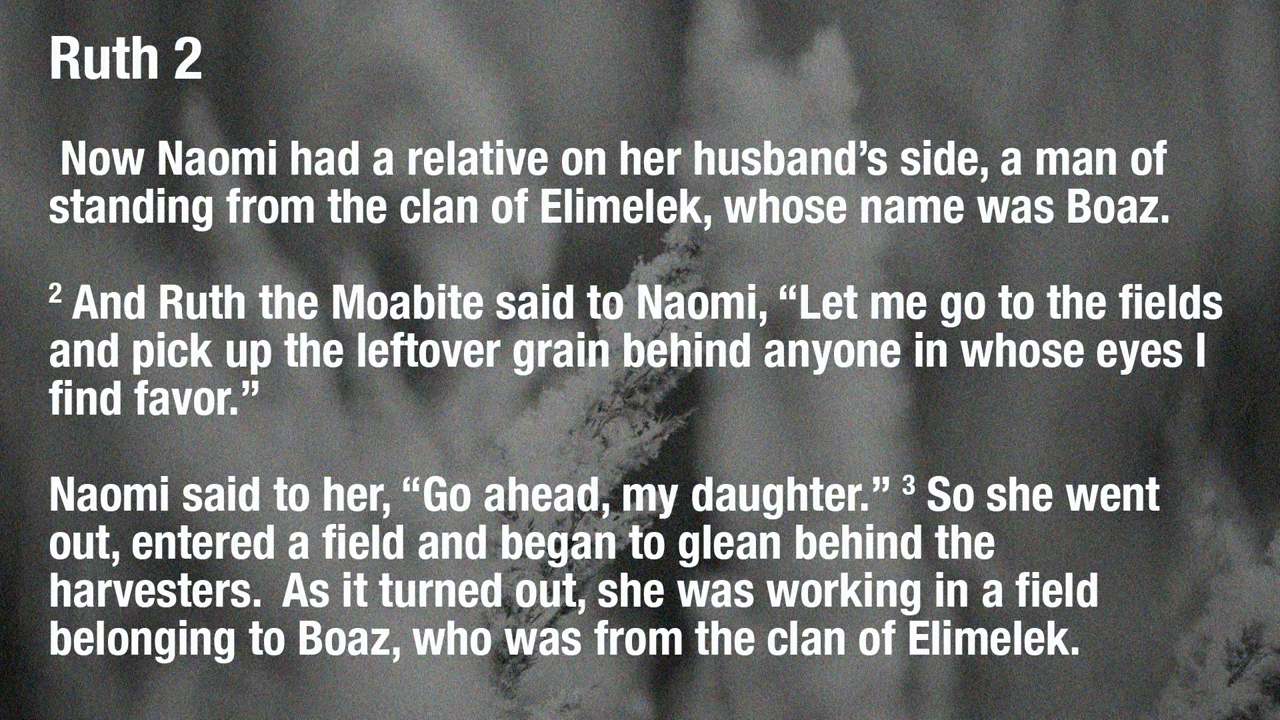 Ruth 2
Now Naomi had a relative on her husband’s side, a man of
standing from the clan of Elimelek, whose name was Boaz.
² And Ruth the Moabite said to Naomi, “Let me go to the fields
and pick up the leftover grain behind anyone in whose eyes I
find favor.”
Naomi said to her, “Go ahead, my daughter.” ³ So she went
out, entered a field and began to glean behind the
harvesters.  As it turned out, she was working in a field
belonging to Boaz, who was from the clan of Elimelek.